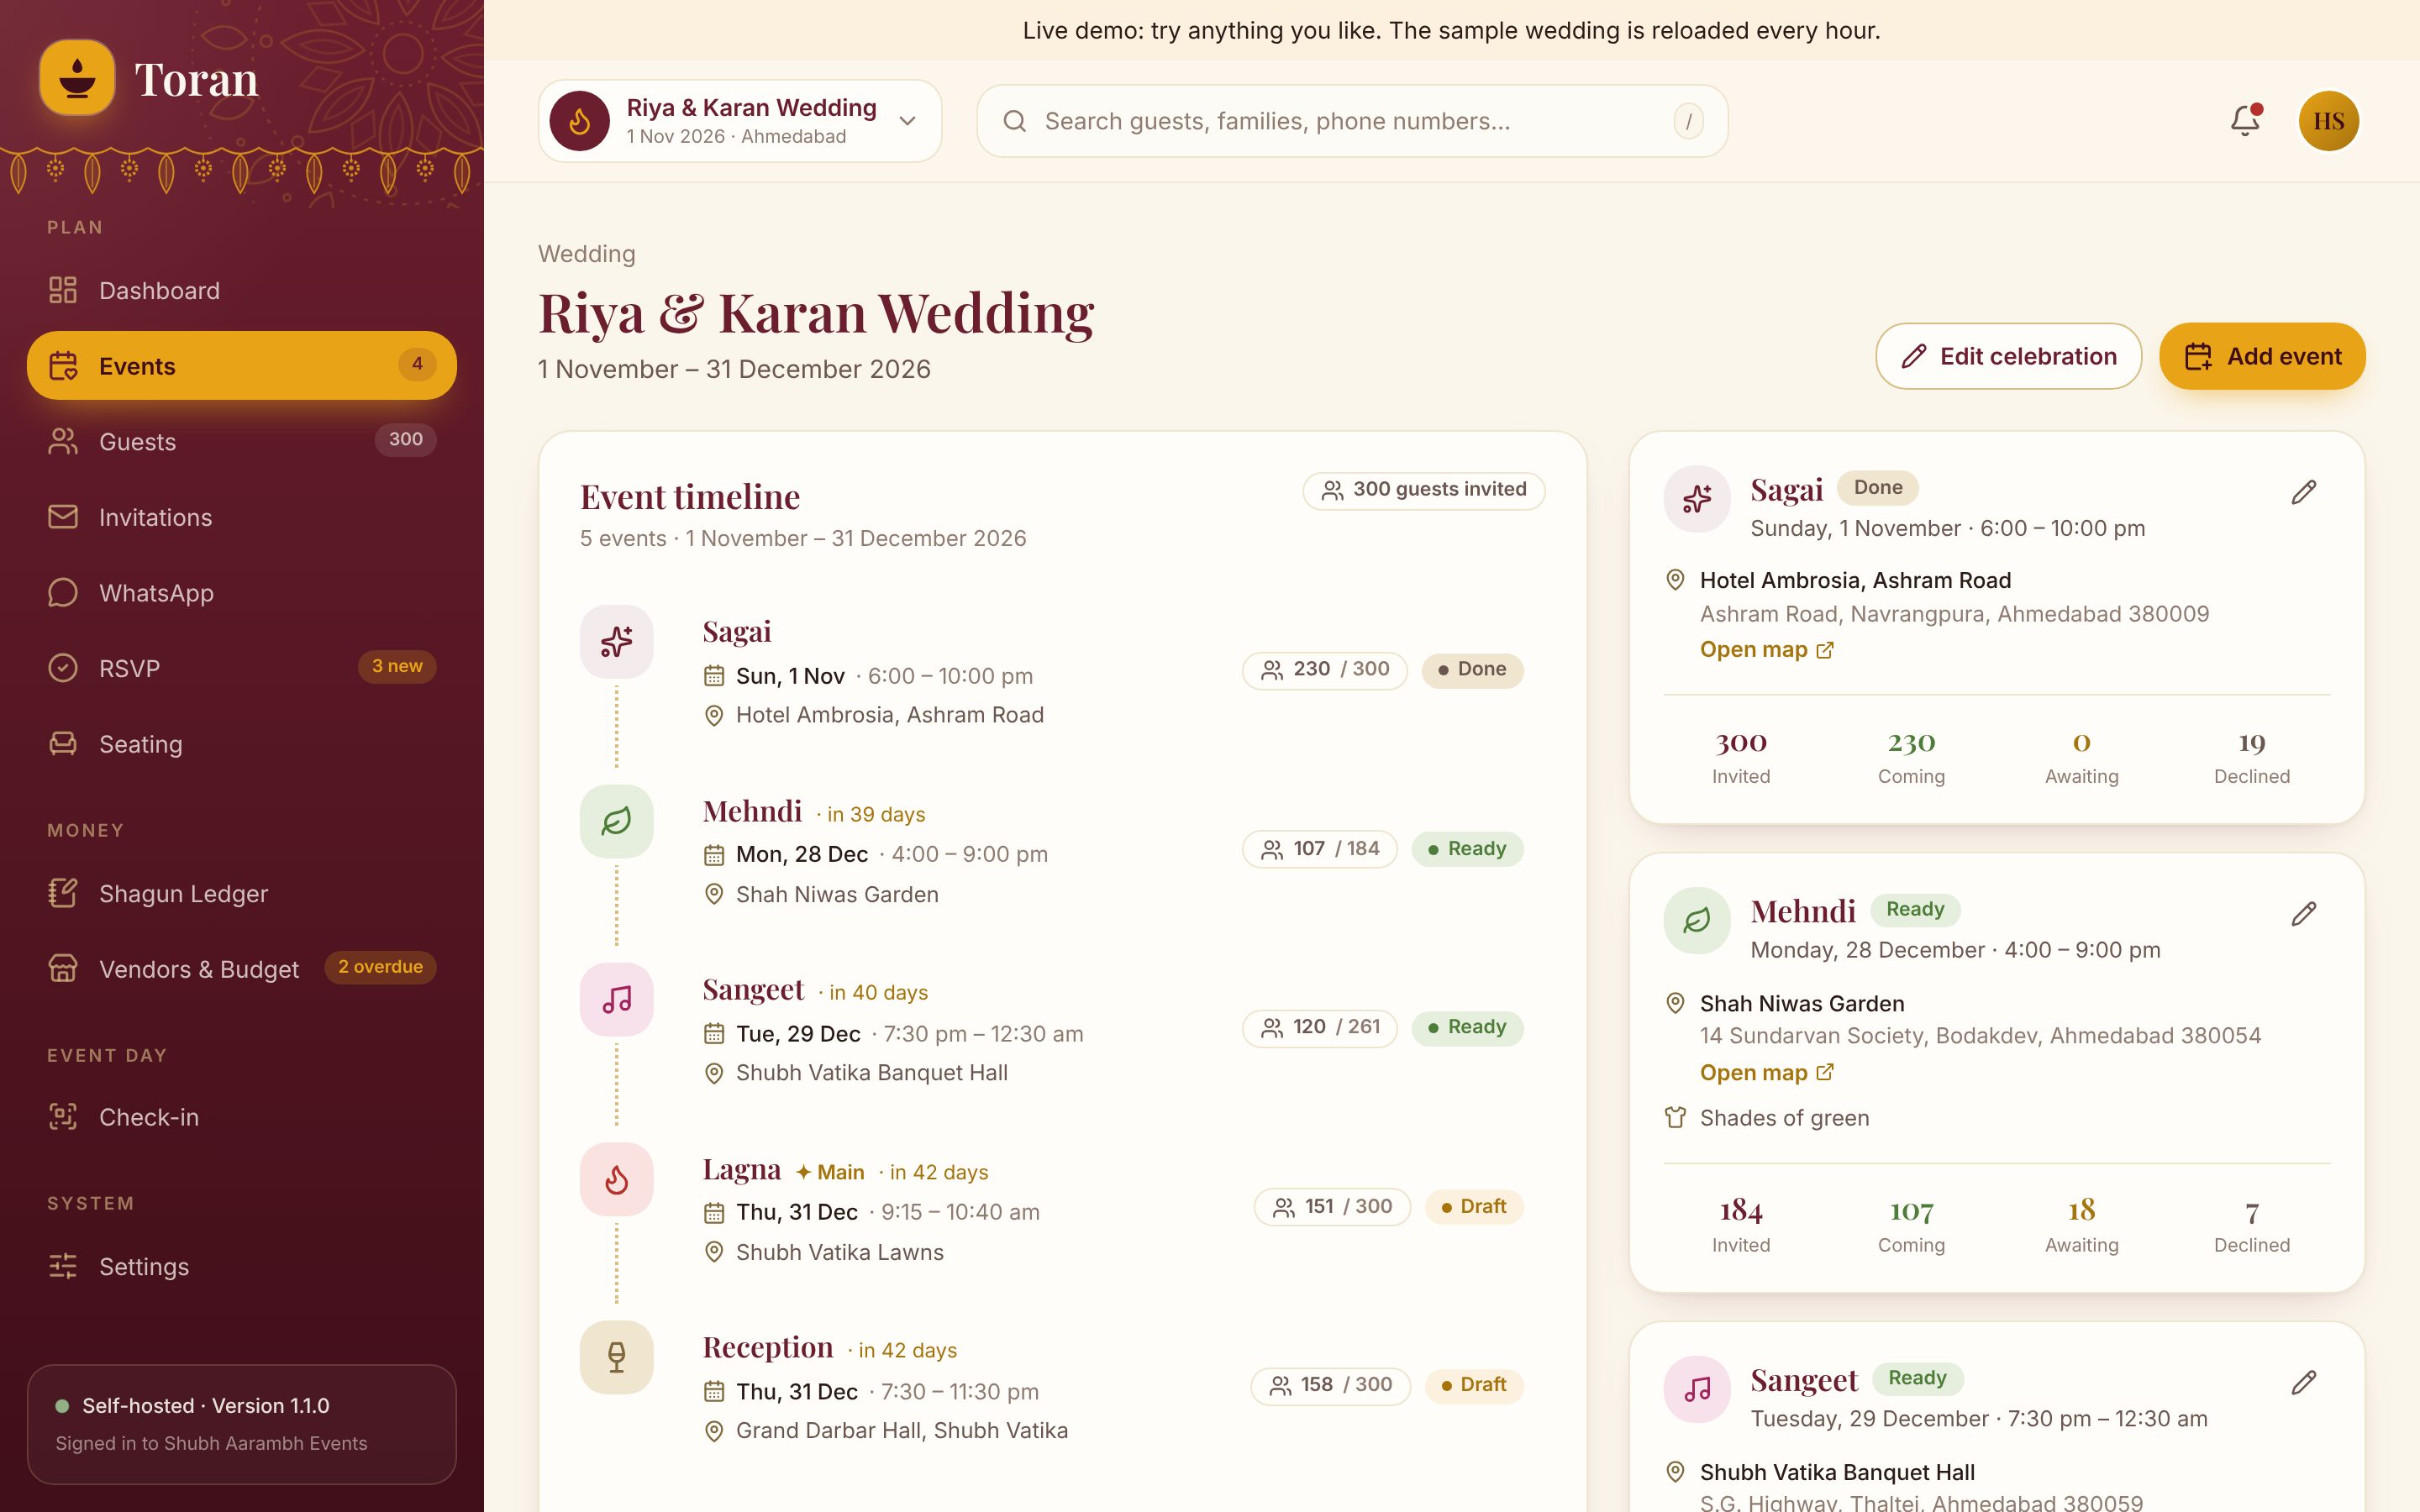 Toran
PLAN
Dashboard
Events 4
Guests 300
Invitations
WhatsApp
RSVP 3 new
Seating
MONEY
Shagun Ledger
Vendors & Budget 2 overdue
EVENT DAY
Check-in
SYSTEM
Settings
Self-hosted · Version 1.1.0
Signed in to Shubh Aarambh Events
Live demo: try anything you like. The sample wedding is reloaded every hour.
Riya & Karan Wedding
1 Nov 2026 · Ahmedabad
Search guests, families, phone numbers... /
HS
Wedding
Riya & Karan Wedding
1 November – 31 December 2026
Edit celebration
Add event
Event timeline
300 guests invited
5 events · 1 November – 31 December 2026
Sagai
Sun, 1 Nov · 6:00 – 10:00 pm
Hotel Ambrosia, Ashram Road
230 / 300 Done
Mehndi · in 39 days
Mon, 28 Dec · 4:00 – 9:00 pm
Shah Niwas Garden
107 / 184 Ready
Sangeet · in 40 days
Tue, 29 Dec · 7:30 pm – 12:30 am
Shubh Vatika Banquet Hall
120 / 261 Ready
Lagna Main · in 42 days
Thu, 31 Dec · 9:15 – 10:40 am
Shubh Vatika Lawns
151 / 300 Draft
Reception · in 42 days
Thu, 31 Dec · 7:30 – 11:30 pm
Grand Darbar Hall, Shubh Vatika
158 / 300 Draft
Sagai Done
Sunday, 1 November · 6:00 – 10:00 pm
Hotel Ambrosia, Ashram Road
Ashram Road, Navrangpura, Ahmedabad 380009
Open map
300 230 0 19
Invited Coming Awaiting Declined
Mehndi Ready
Monday, 28 December · 4:00 – 9:00 pm
Shah Niwas Garden
14 Sundarvan Society, Bodakdev, Ahmedabad 380054
Open map
Shades of green
184 107 18 7
Invited Coming Awaiting Declined
Sangeet Ready
Tuesday, 29 December · 7:30 pm – 12:30 am
Shubh Vatika Banquet Hall
S.G. Highway, Thaltej, Ahmedabad 380059